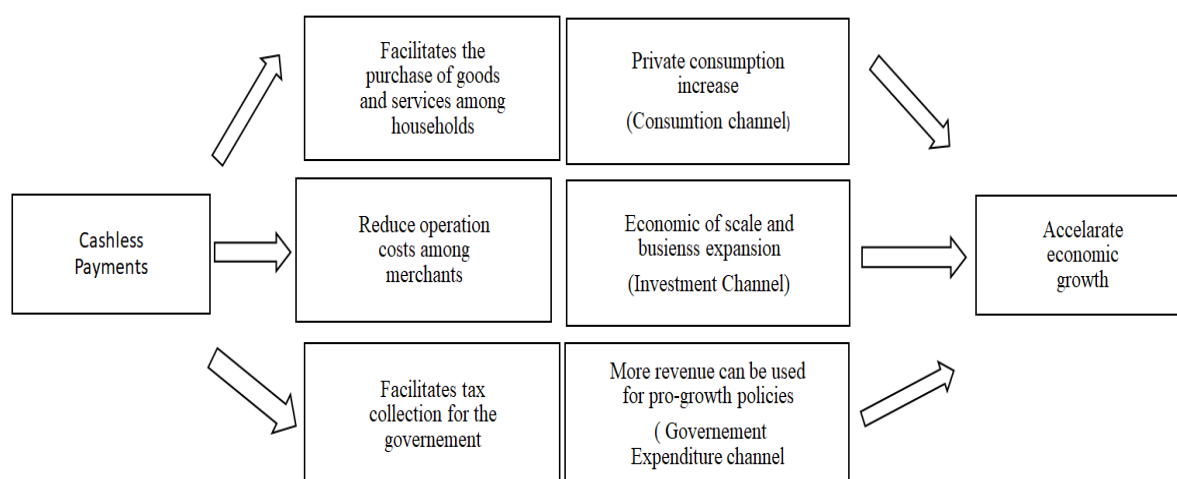 Facilitates the
purchase of goods
and services among
households
Private consumption
increase
(Consumtion channel)
Cashless
Payments
Reduce operation
costs among
merchants
Economic of scale and
busienss expansion
(Investment Channel)
Accelarate
economic
growth
Facilitates tax
collection for the
governement
More revenue can be used
for pro-growth policies
( Governement
Expenditure channel